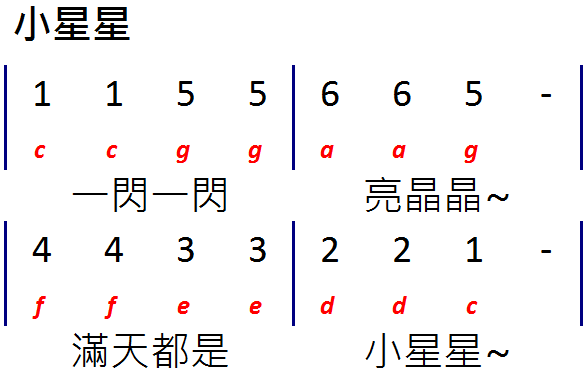 小星星
1 1 5 5 6 6 5 -
c c g g a a g
一閃一閃 亮晶晶~
4 4 3 3 2 2 1 -
f f e e d d c
滿天都是 小星星~